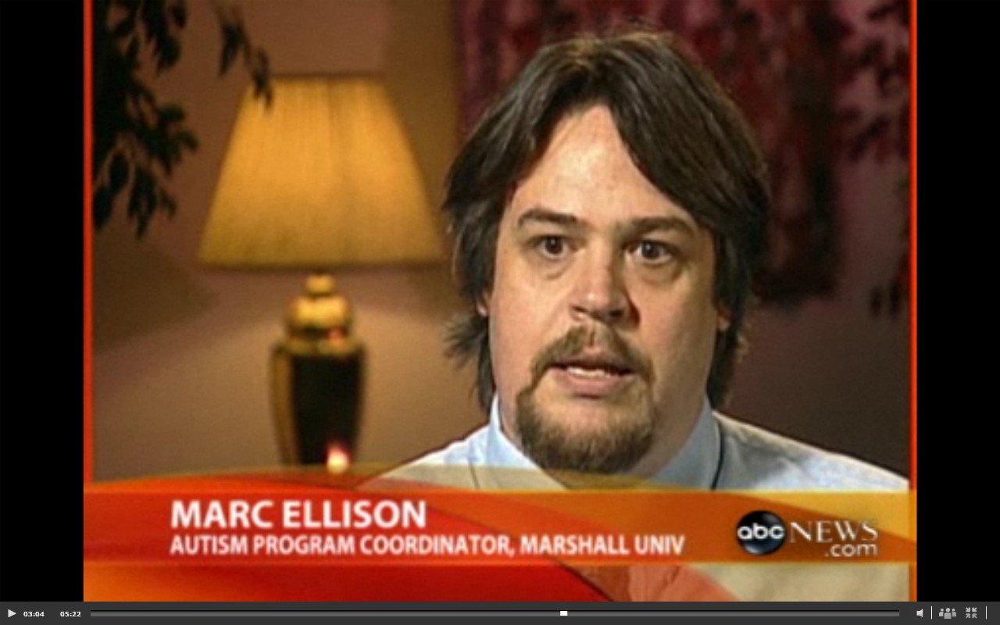 MARC ELLISON
AUTISM PROGRAM COORDINATOR, MARSHALL UNIV
abc NEWS
.com
03:04 05:22